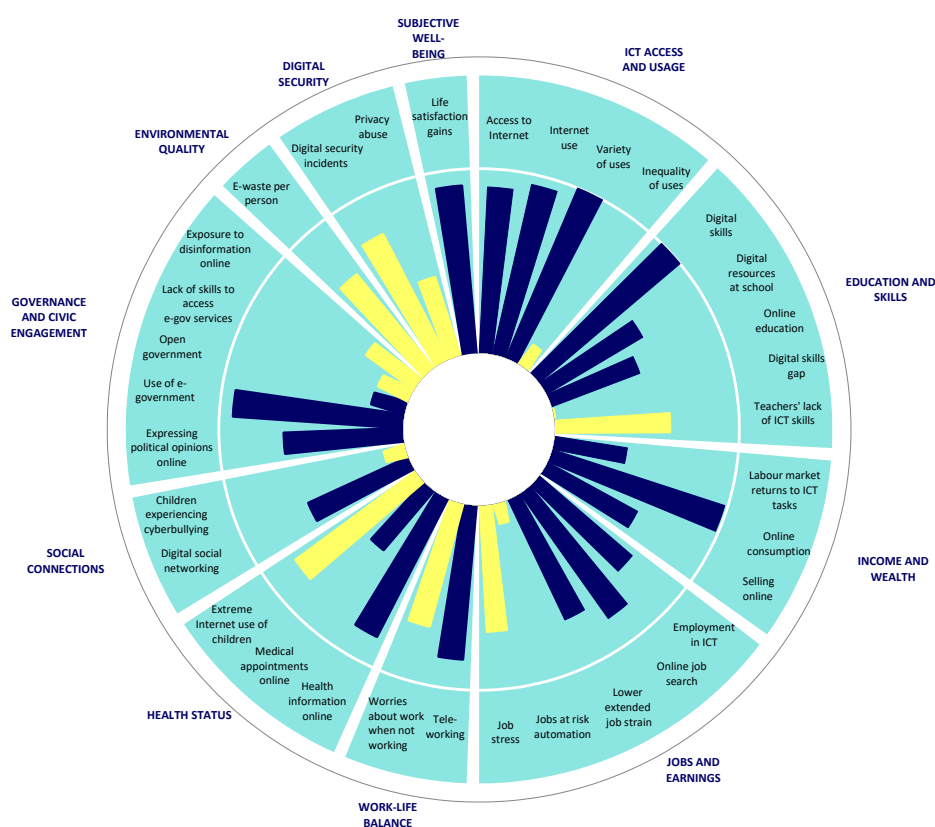 SUBJECTIVE
WELL-
BEING
ICT ACCESS
AND USAGE
DIGITAL
SECURITY
ENVIRONMENTAL
QUALITY
GOVERNANCE
AND CIVIC
ENGAGEMENT
SOCIAL
CONNECTIONS
HEALTH STATUS
WORK-LIFE
BALANCE
JOBS AND
EARNINGS
INCOME AND
WEALTH
EDUCATION AND
SKILLS
Life
satisfaction
gains
Access to
Internet
Internet
use
Variety
of uses
Inequality
of uses
Digital
skills
Digital
resources
at school
Online
education
Digital skills
gap
Teachers' lack
of ICT skills
Labour market
returns to ICT
tasks
Online
consumption
Selling
online
Employment
in ICT
Online job
search
Lower
extended
job strain
Jobs at risk
automation
Job
stress
Tele-
working
Worries
about work
when not
working
Health
information
online
Medical
appointments
online
Extreme
Internet use of
children
Digital social
networking
Children
experiencing
cyberbullying
Expressing
political opinions
online
Use of e-
government
Open
government
Lack of skills to
access
e-gov services
Exposure to
disinformation
online
E-waste per
person
Digital security
incidents
Privacy
abuse